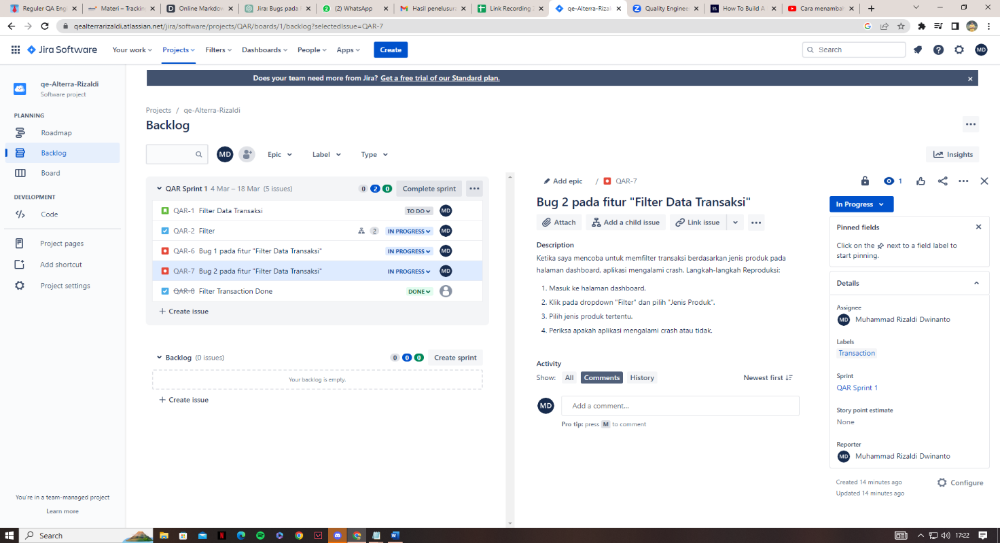 Reguler QA Eng
Materi – Trackin
Online Markdow
Jira: Bugs pada
(2) WhatsApp
Hasil penelusura
Link Recording
qe-Alterra-Rizal
Quality Enginee
How To Build A
Cara menambah
qealterrarizaldi.atlassian.net/jira/software/projects/QAR/boards/1/backlog?selectedIssue=QAR-7
Jira Software
Your work
Projects
Filters
Dashboards
People
Apps
Create
Search
MD
Does your team need more from Jira? Get a free trial of our Standard plan.
qe-Alterra-Rizaldi
Software project
PLANNING
Roadmap
Backlog
Board
DEVELOPMENT
Code
Project pages
Add shortcut
Project settings
You're in a team-managed project
Learn more
Projects / qe-Alterra-Rizaldi
Backlog
MD
Epic
Label
Type
Insights
QAR Sprint 1 4 Mar – 18 Mar (5 issues)
0 2 0
Complete sprint
QAR-1 Filter Data Transaksi TO DO MD
QAR-2 Filter 2 IN PROGRESS MD
QAR-6 Bug 1 pada fitur "Filter Data Transaksi" IN PROGRESS MD
QAR-7 Bug 2 pada fitur "Filter Data Transaksi" IN PROGRESS MD
QAR-8 Filter Transaction Done DONE
+ Create issue
Backlog (0 issues)
0 0 0
Create sprint
Your backlog is empty.
+ Create issue
Add epic / QAR-7
1
Bug 2 pada fitur "Filter Data Transaksi"
Attach
Add a child issue
Link issue
Description
Ketika saya mencoba untuk memfilter transaksi berdasarkan jenis produk pada
halaman dashboard, aplikasi mengalami crash. Langkah-langkah Reproduksi:
1. Masuk ke halaman dashboard.
2. Klik pada dropdown "Filter" dan pilih "Jenis Produk".
3. Pilih jenis produk tertentu.
4. Periksa apakah aplikasi mengalami crash atau tidak.
Activity
Show: All Comments History
Newest first
MD
Add a comment...
Pro tip: press M to comment
In Progress
Pinned fields
Click on the next to a field label to
start pinning.
Details
Assignee
MD Muhammad Rizaldi Dwinanto
Labels
Transaction
Sprint
QAR Sprint 1
Story point estimate
None
Reporter
MD Muhammad Rizaldi Dwinanto
Created 14 minutes ago
Updated 14 minutes ago
Configure
Search
17:22